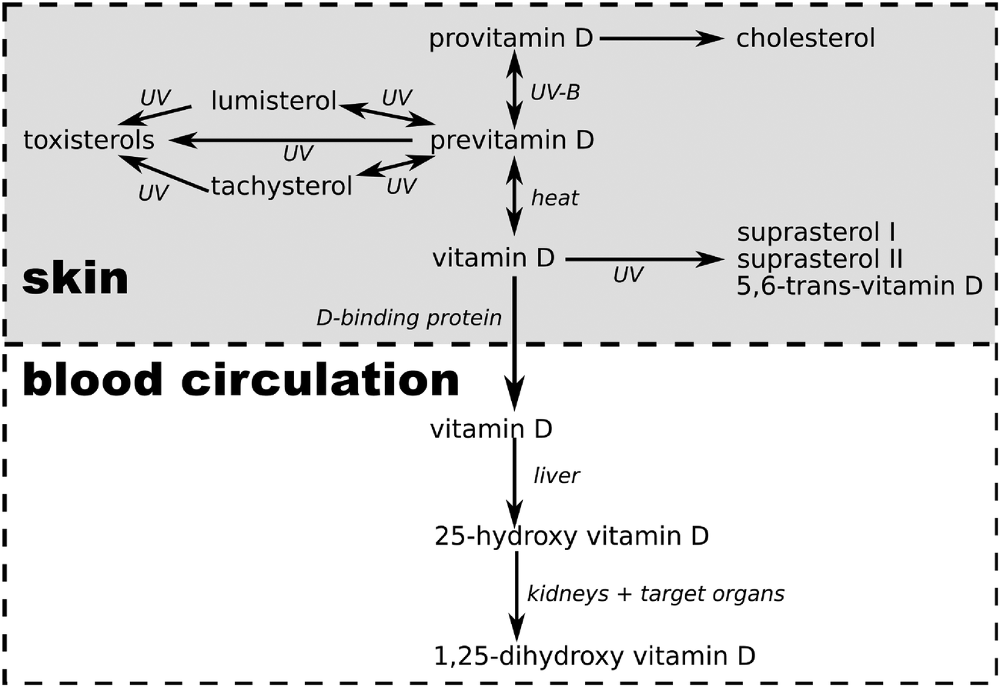 provitamin D
cholesterol
UV-B
UV
lumisterol
UV
toxisterols
previtamin D
UV
UV
tachysterol
UV
heat
suprasterol I
vitamin D
suprasterol II
UV
5,6-trans-vitamin D
skin
D-binding protein
blood circulation
vitamin D
liver
25-hydroxy vitamin D
kidneys + target organs
1,25-dihydroxy vitamin D